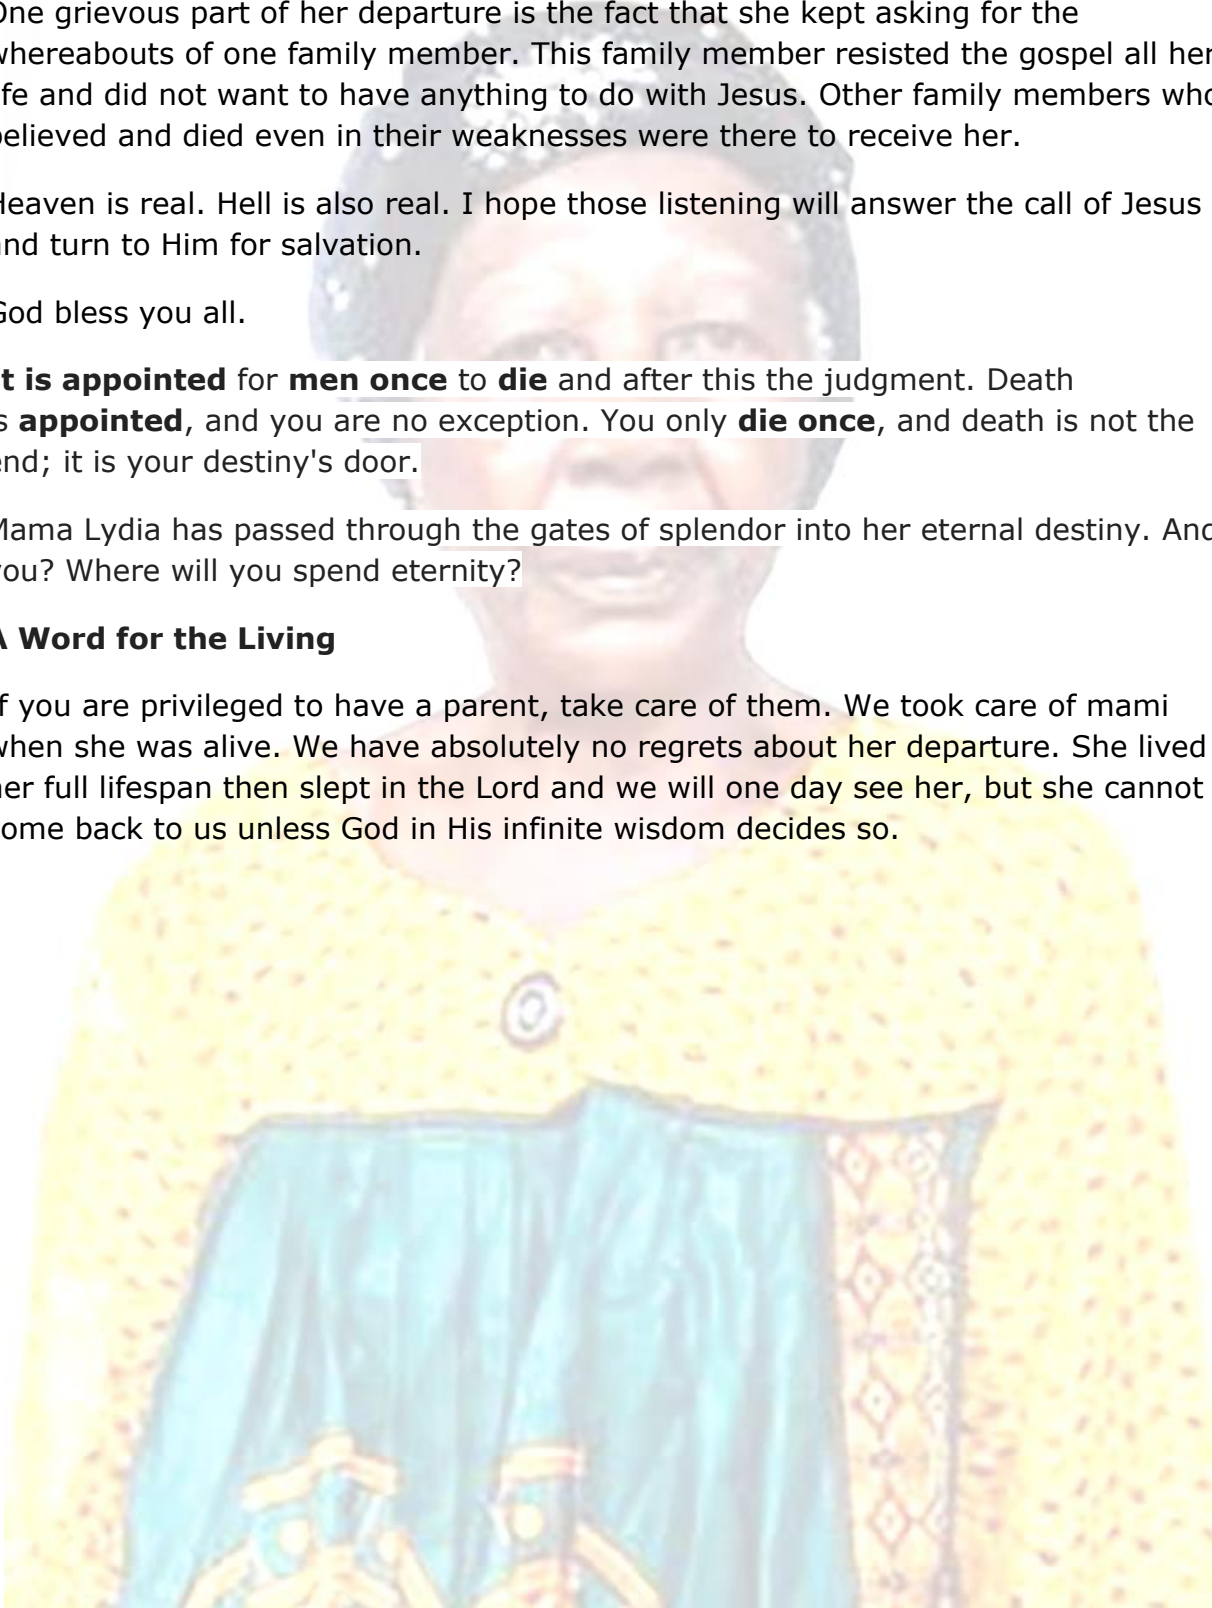 One grievous part of her departure is the fact that she kept asking for the
whereabouts of one family member. This family member resisted the gospel all her
life and did not want to have anything to do with Jesus. Other family members who
believed and died even in their weaknesses were there to receive her.
Heaven is real. Hell is also real. I hope those listening will answer the call of Jesus
and turn to Him for salvation.
God bless you all.
It is appointed for men once to die and after this the judgment. Death
is appointed, and you are no exception. You only die once, and death is not the
end; it is your destiny's door.
Mama Lydia has passed through the gates of splendor into her eternal destiny. And
you? Where will you spend eternity?
A Word for the Living
If you are privileged to have a parent, take care of them. We took care of mami
when she was alive. We have absolutely no regrets about her departure. She lived
her full lifespan then slept in the Lord and we will one day see her, but she cannot
come back to us unless God in His infinite wisdom decides so.